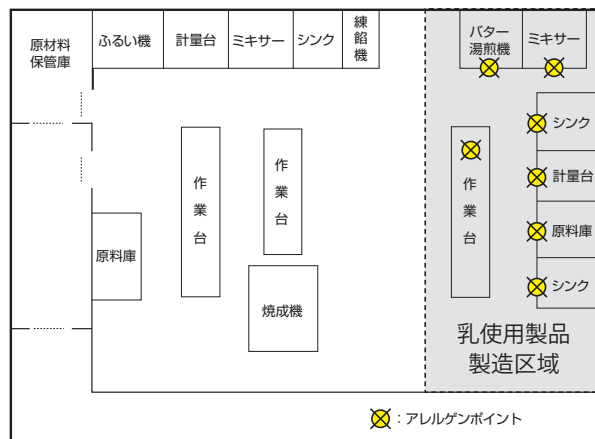 原材料
保管庫
ふるい機
計量台
ミキサー
シンク
練餡機
バター
湯煎機
ミキサー
シンク
計量台
原料庫
シンク
作業台
作業台
作業台
原料庫
焼成機
乳使用製品
製造区域
：アレルゲンポイント